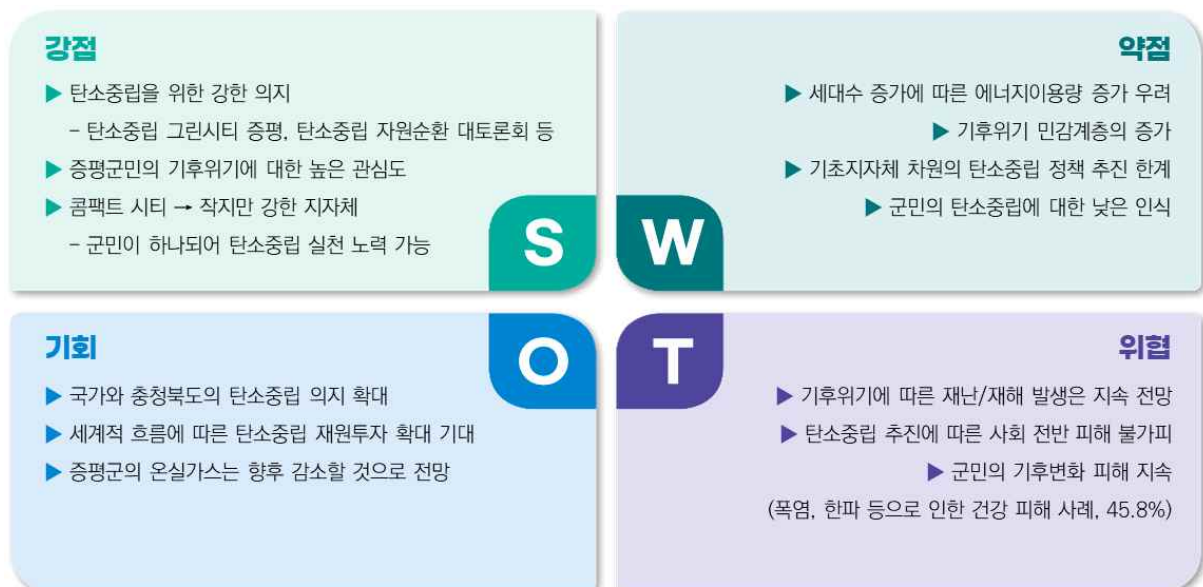 강점
▶ 탄소중립을 위한 강한 의지
– 탄소중립 그린시티 증평, 탄소중립 자원순환 대토론회 등
▶ 증평군민의 기후위기에 대한 높은 관심도
▶ 콤팩트 시티 → 작지만 강한 지자체
– 군민이 하나되어 탄소중립 실천 노력 가능
S
약점
▶ 세대수 증가에 따른 에너지이용량 증가 우려
▶ 기후위기 민감계층의 증가
▶ 기초지자체 차원의 탄소중립 정책 추진 한계
▶ 군민의 탄소중립에 대한 낮은 인식
W
기회
▶ 국가와 충청북도의 탄소중립 의지 확대
▶ 세계적 흐름에 따른 탄소중립 재원투자 확대 기대
▶ 증평군의 온실가스는 향후 감소할 것으로 전망
O
위협
▶ 기후위기에 따른 재난/재해 발생은 지속 전망
▶ 탄소중립 추진에 따른 사회 전반 피해 불가피
▶ 군민의 기후변화 피해 지속
(폭염, 한파 등으로 인한 건강 피해 사례, 45.8%)
T